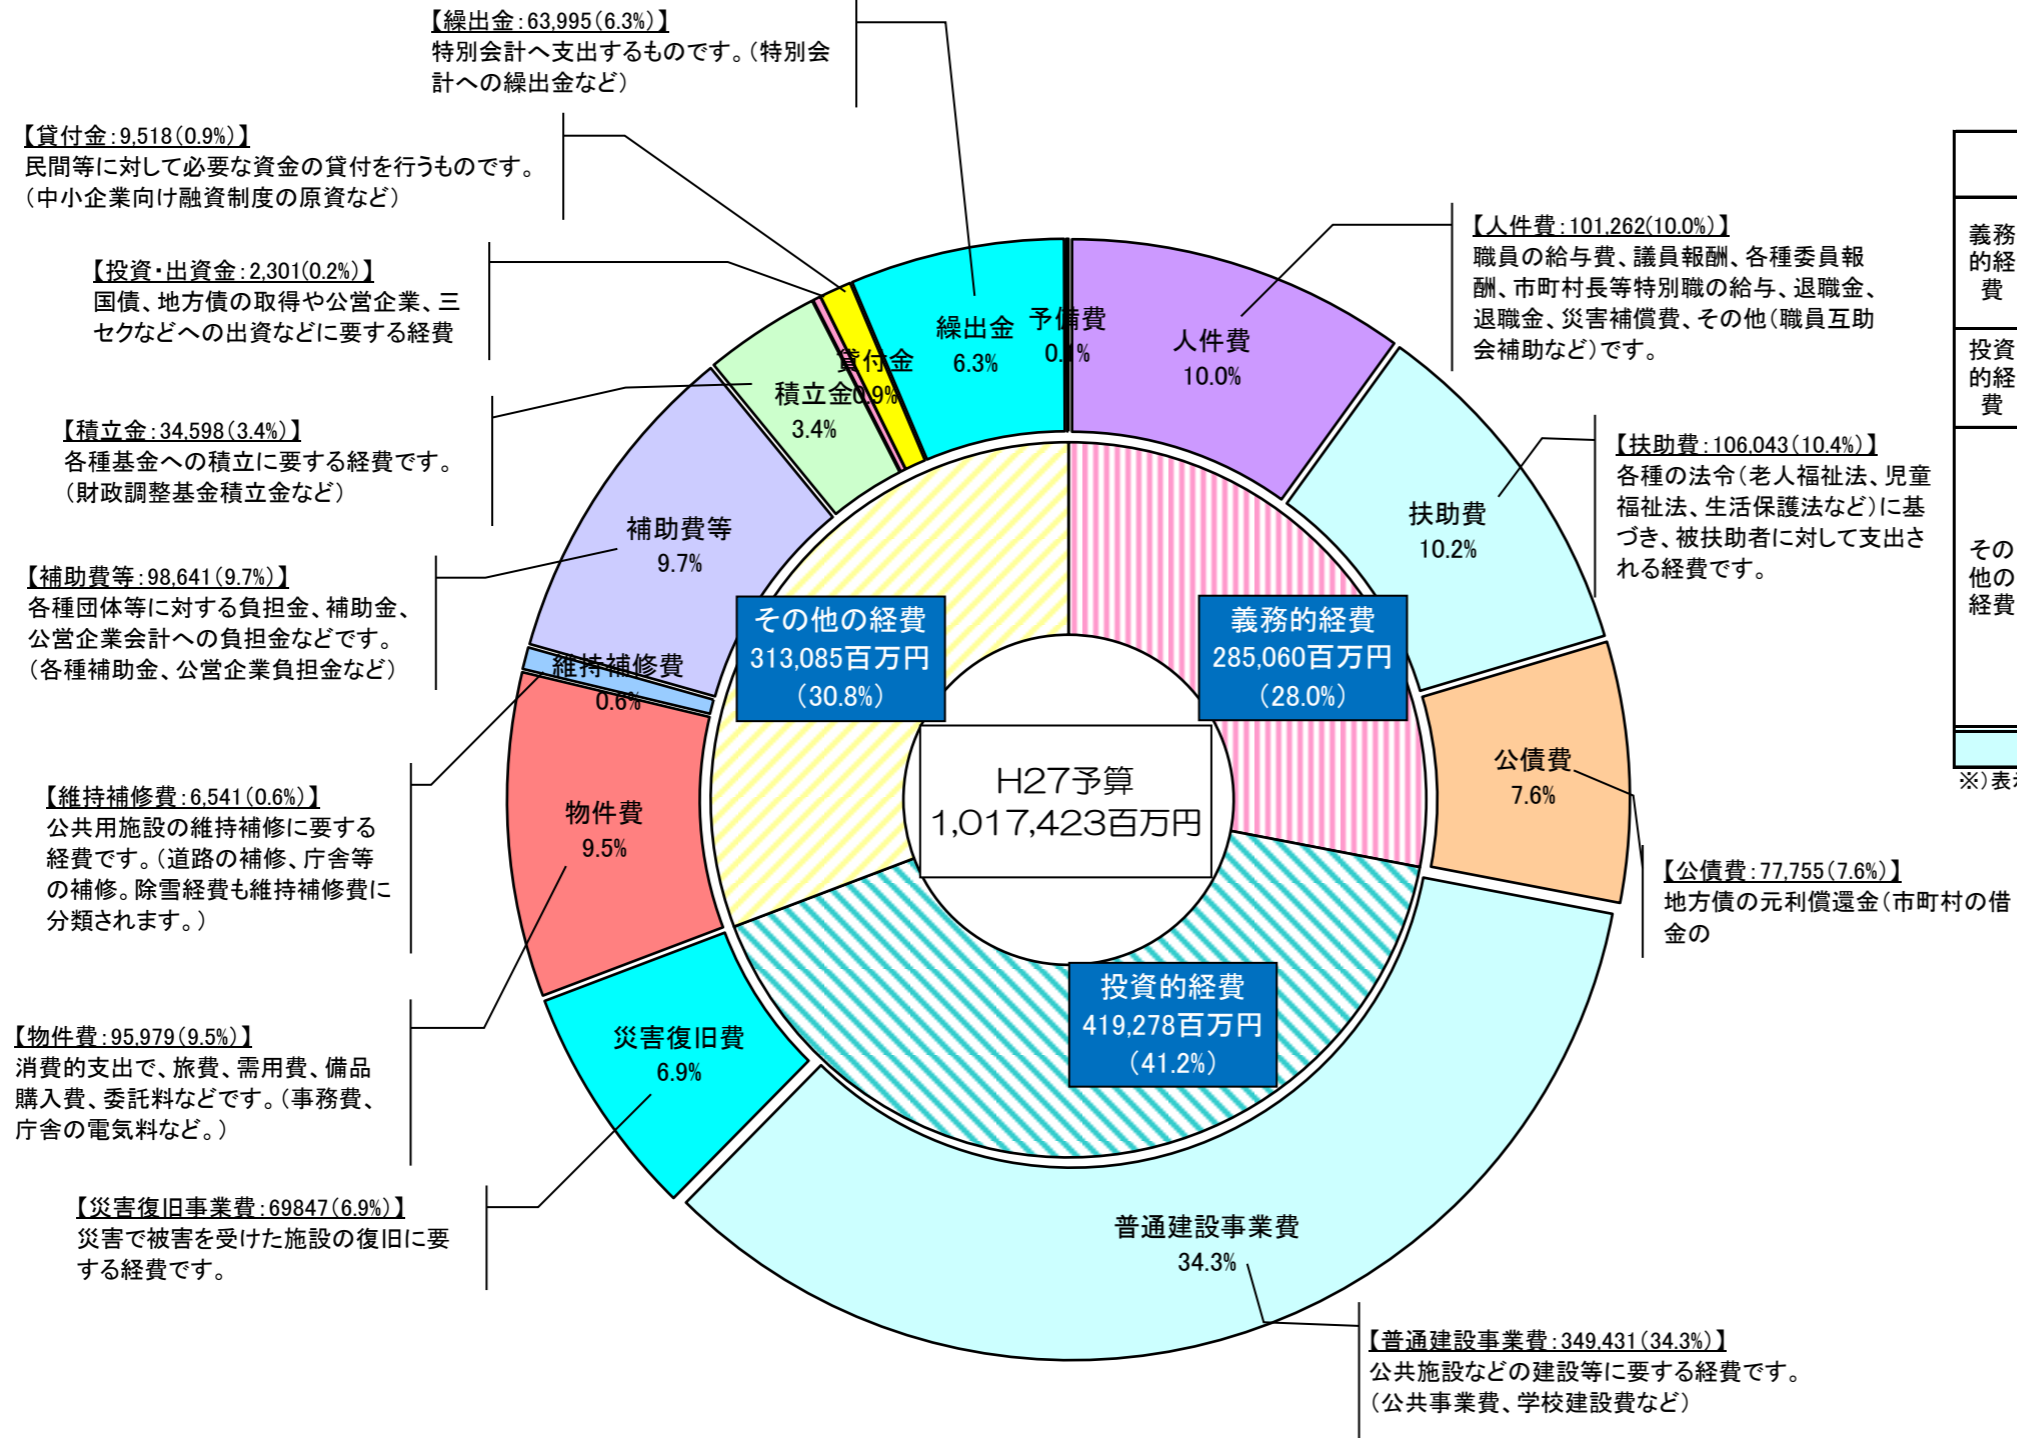 【繰出金:63,995(6.3%)】
特別会計へ支出するものです。(特別会
計への繰出金など)
【貸付金:9,518(0.9%)】
民間等に対して必要な資金の貸付を行うものです。
(中小企業向け融資制度の原資など)
【投資・出資金:2,301(0.2%)】
国債、地方債の取得や公営企業、三
セクなどへの出資などに要する経費
【積立金:34,598(3.4%)】
各種基金への積立に要する経費です。
(財政調整基金積立金など)
【補助費等:98,641(9.7%)】
各種団体等に対する負担金、補助金、
公営企業会計への負担金などです。
(各種補助金、公営企業負担金など)
【維持補修費:6,541(0.6%)】
公共用施設の維持補修に要する
経費です。(道路の補修、庁舎等
の補修。除雪経費も維持補修費に
分類されます。)
【物件費:95,979(9.5%)】
消費的支出で、旅費、需用費、備品
購入費、委託料などです。(事務費、
庁舎の電気料など。)
【災害復旧事業費:69847(6.9%)】
災害で被害を受けた施設の復旧に要
する経費です。
繰出金
6.3%
予備費
0.1%
人件費
10.0%
貸付金
0.9%
積立金
3.4%
補助費等
9.7%
扶助費
10.2%
維持補修費
0.6%
公債費
7.6%
物件費
9.5%
災害復旧費
6.9%
普通建設事業費
34.3%
その他の経費
313,085百万円
(30.8%)
義務的経費
285,060百万円
(28.0%)
H27予算
1,017,423百万円
投資的経費
419,278百万円
(41.2%)
【人件費:101,262(10.0%)】
職員の給与費、議員報酬、各種委員報
酬、市町村長等特別職の給与、退職金、
退職金、災害補償費、その他(職員互助
会補助など)です。
【扶助費:106,043(10.4%)】
各種の法令(老人福祉法、児童
福祉法、生活保護法など)に基
づき、被扶助者に対して支出さ
れる経費です。
【公債費:77,755(7.6%)】
地方債の元利償還金(市町村の借
金の
【普通建設事業費:349,431(34.3%)】
公共施設などの建設等に要する経費です。
(公共事業費、学校建設費など)
義務
的経
費
投資
的経
費
その
他の
経費
※)表